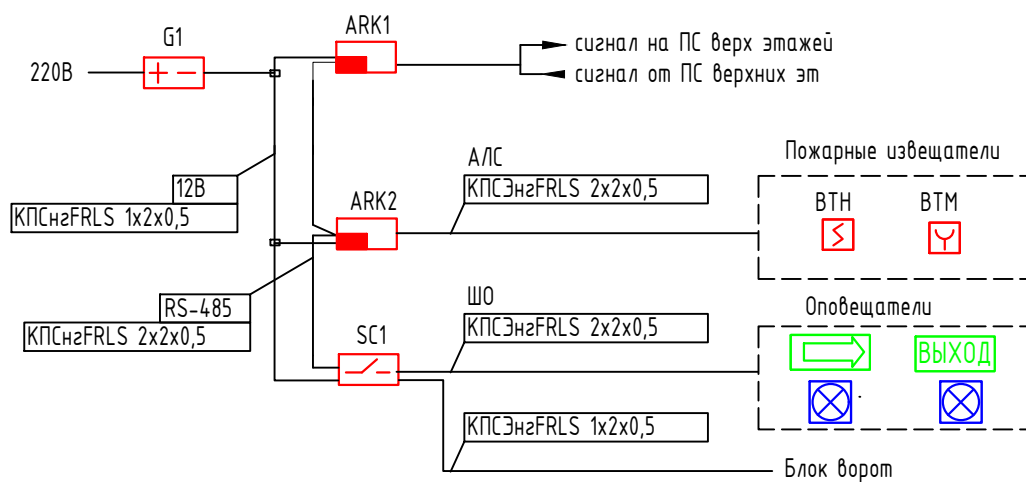 G1
ARK1
220В
сигнал на ПС верх этажей
сигнал от ПС верхних эт
12В
КПСнгFRLS 1х2х0,5
АЛС
КПСЭнгFRLS 2х2х0,5
ARK2
Пожарные извещатели
ВТН
ВТМ
RS-485
КПСнгFRLS 2х2х0,5
ШО
КПСЭнгFRLS 2х2х0,5
SC1
Оповещатели
ВЫХОД
КПСЭнгFRLS 1х2х0,5
Блок ворот